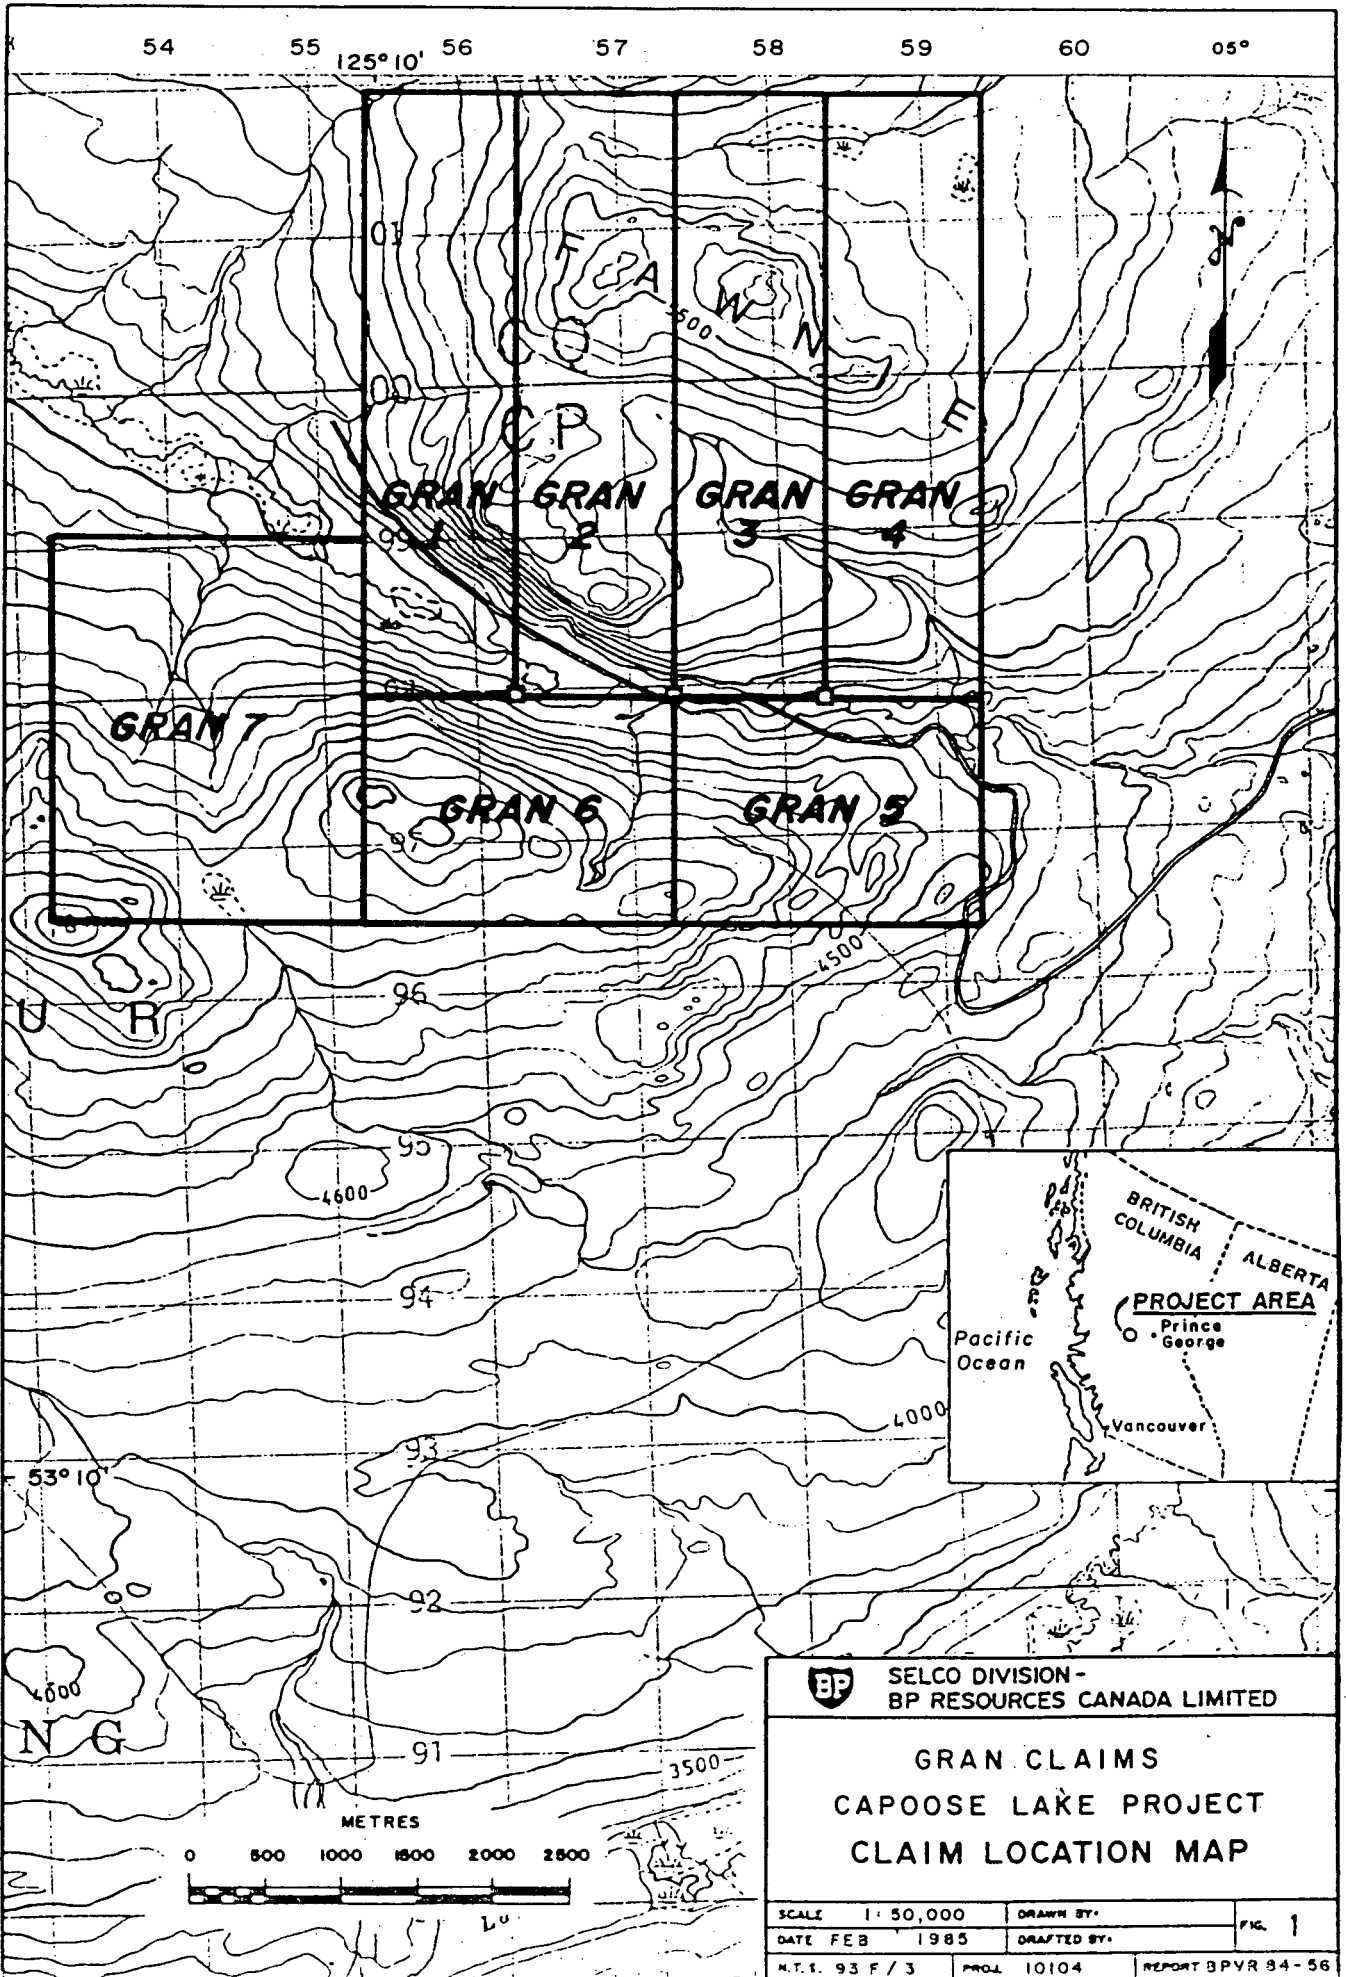 54 55 56 57 58 59 60 05°
125°10'
01
F
A
W
N
E
500
00
C P
GRAN 1
GRAN 2
GRAN 3
GRAN 4
99
GRAN 7
GRAN 6
GRAN 5
97
4500
96
U R
95
4600
94
BRITISH
COLUMBIA
ALBERTA
PROJECT AREA
Prince
George
Pacific
Ocean
Vancouver
4000
93
53°10'
92
4000
N G
91
3500
METRES
0 500 1000 1500 2000 2500
BP
SELCO DIVISION -
BP RESOURCES CANADA LIMITED
GRAN CLAIMS
CAPOOSE LAKE PROJECT
CLAIM LOCATION MAP
SCALE 1:50,000
DRAWN BY:
DATE FEB 1985
DRAFTED BY:
FIG. 1
N.T.S. 93 F/3
PROJ. 10104
REPORT BPVR 84-56